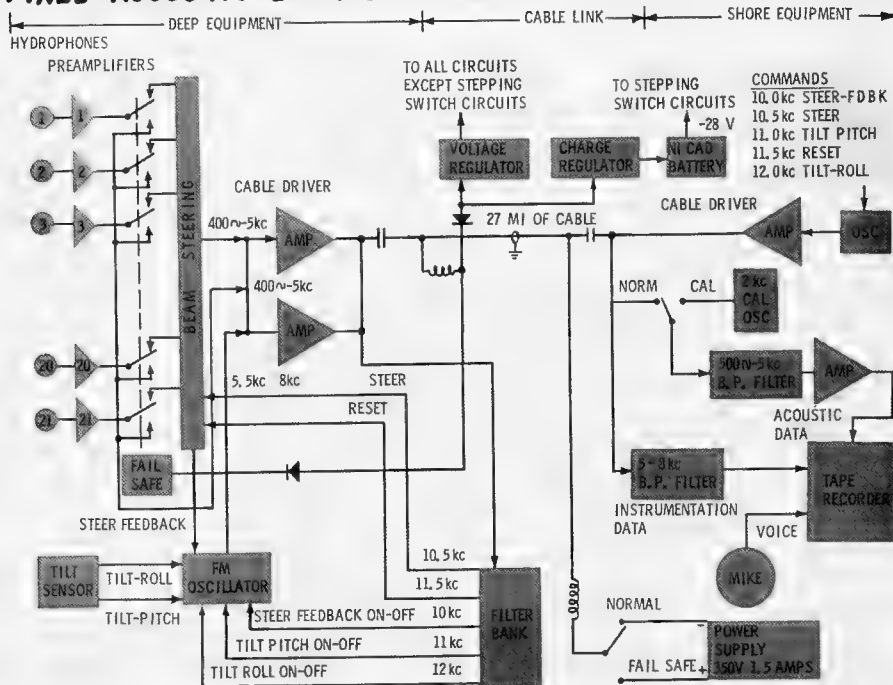 DEEP EQUIPMENT
CABLE LINK
SHORE EQUIPMENT
HYDROPHONES
PREAMPLIFIERS
1
1
2
2
3
3
20
20
21
21
BEAM STEERING
FAIL SAFE
STEER FEEDBACK
TILT SENSOR
TILT-ROLL
TILT-PITCH
FM OSCILLATOR
CABLE DRIVER
400~-5kc
AMP
400~-5kc
AMP
5,5kc 8kc
STEER
RESET
10,5kc
11,5kc
STEER FEEDBACK ON-OFF 10kc
TILT PITCH ON-OFF 11kc
TILT ROLL ON-OFF 12kc
FILTER BANK
TO ALL CIRCUITS
EXCEPT STEPPING
SWITCH CIRCUITS
VOLTAGE REGULATOR
27 MI OF CABLE
TO STEPPING
SWITCH CIRCUITS
-28 V
CHARGE REGULATOR
NI CAD BATTERY
COMMANDS
10.0kc STEER-FDBK
10.5kc STEER
11.0kc TILT PITCH
11.5kc RESET
12.0kc TILT-ROLL
CABLE DRIVER
AMP
OSC
NORM
CAL
2kc
CAL
OSC
500~-5kc
B.P. FILTER
AMP
ACOUSTIC
DATA
5-8kc
B.P. FILTER
INSTRUMENTATION
DATA
TAPE
RECORDER
VOICE
MIKE
NORMAL
FAIL SAFE
-
+
POWER
SUPPLY
350V 1,5 AMPS